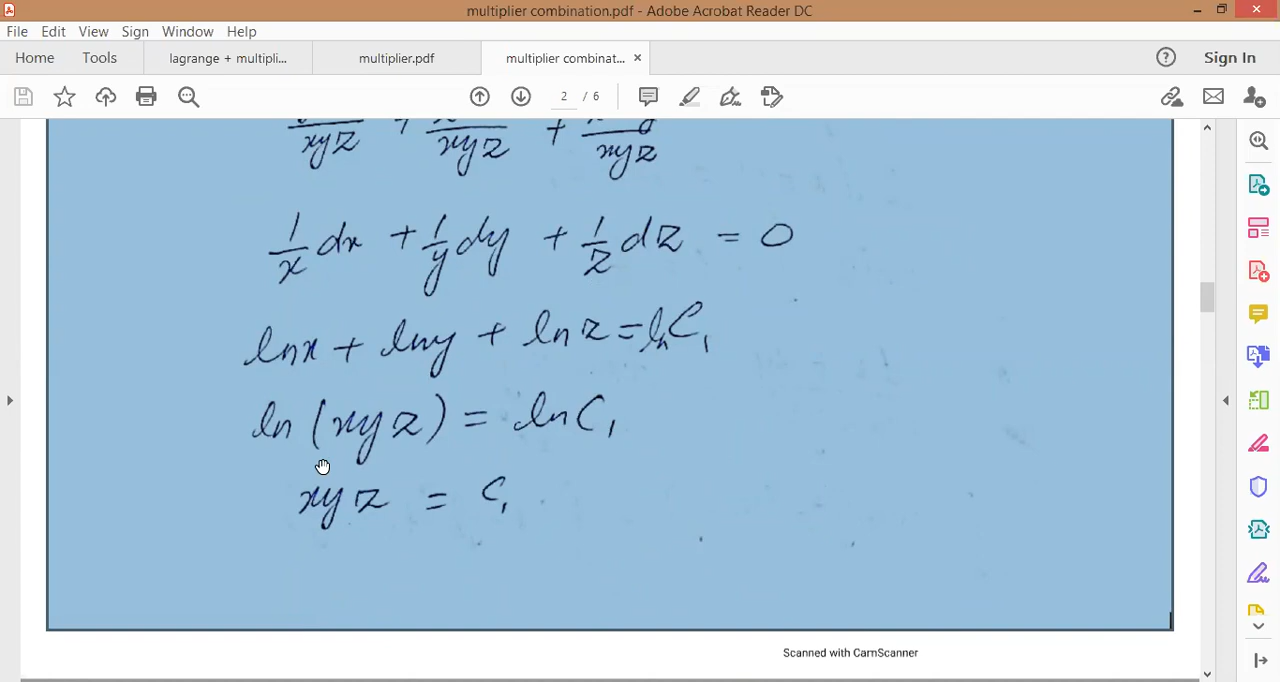 multiplier combination.pdf - Adobe Acrobat Reader DC
File Edit View Sign Window Help
Home Tools lagrange + multipli... multiplier.pdf multiplier combinat... × Sign In
2 / 6
xyz + xyz + xyz
1/x dx + 1/y dy + 1/z dz = 0
ln x + ln y + ln z = ln C₁
ln (xyz) = ln C₁
xyz = C₁
Scanned with CamScanner